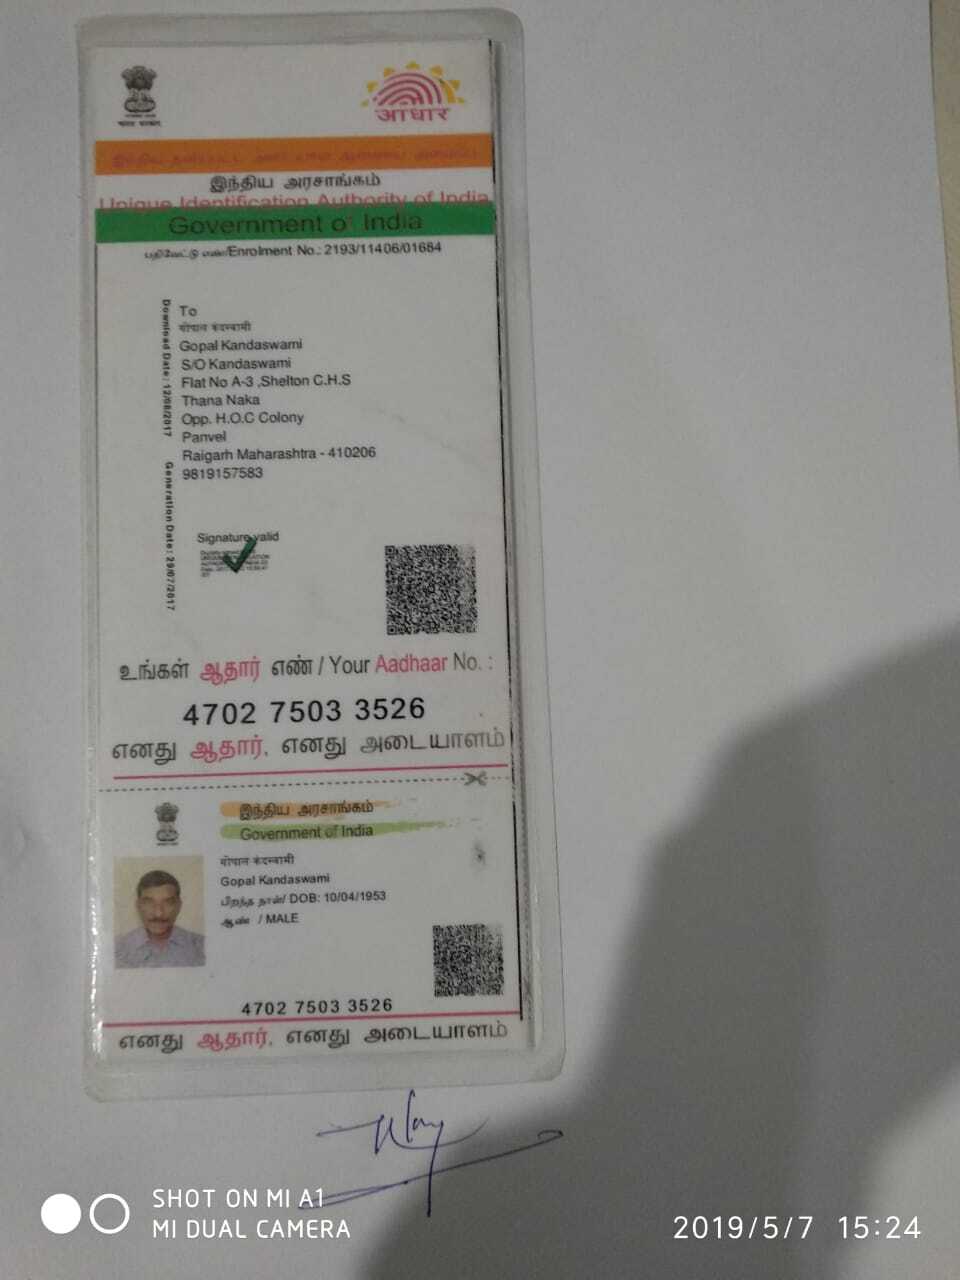 आधार
இந்திய அரசாங்கம்
Unique Identification Authority of India
Government of India
பதிவேட்டு எண்/Enrolment No.: 2193/11406/01684
Download Date: 12/08/2017
Generation Date: 29/07/2017
To
गोपाल कंदस्वामी
Gopal Kandaswami
S/O Kandaswami
Flat No A-3 ,Shelton C.H.S
Thana Naka
Opp. H.O.C Colony
Panvel
Raigarh Maharashtra - 410206
9819157583
Signature valid
உங்கள் ஆதார் எண் / Your Aadhaar No. :
4702 7503 3526
எனது ஆதார், எனது அடையாளம்
இந்திய அரசாங்கம்
Government of India
गोपाल कंदस्वामी
Gopal Kandaswami
பிறந்த நாள்/ DOB: 10/04/1953
ஆண் / MALE
4702 7503 3526
எனது ஆதார், எனது அடையாளம்
SHOT ON MI A1
MI DUAL CAMERA
2019/5/7 15:24